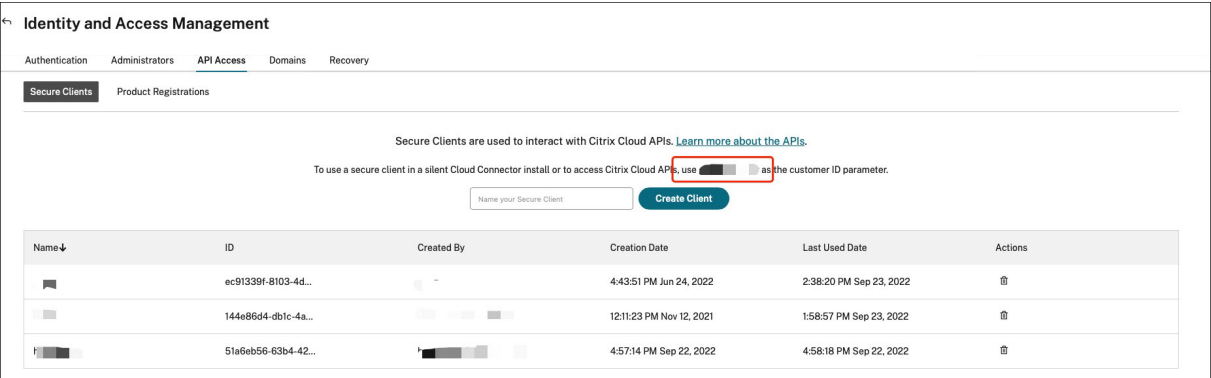 Identity and Access Management
Authentication Administrators API Access Domains Recovery
Secure Clients Product Registrations
Secure Clients are used to interact with Citrix Cloud APIs. Learn more about the APIs.
To use a secure client in a silent Cloud Connector install or to access Citrix Cloud APIs, use as the customer ID parameter.
Name your Secure Client Create Client
Name ID Created By Creation Date Last Used Date Actions
ec91339f-8103-4d... 4:43:51 PM Jun 24, 2022 2:38:20 PM Sep 23, 2022
144e86d4-db1c-4a... 12:11:23 PM Nov 12, 2021 1:58:57 PM Sep 23, 2022
51a6eb56-63b4-42... 4:57:14 PM Sep 22, 2022 4:58:18 PM Sep 22, 2022